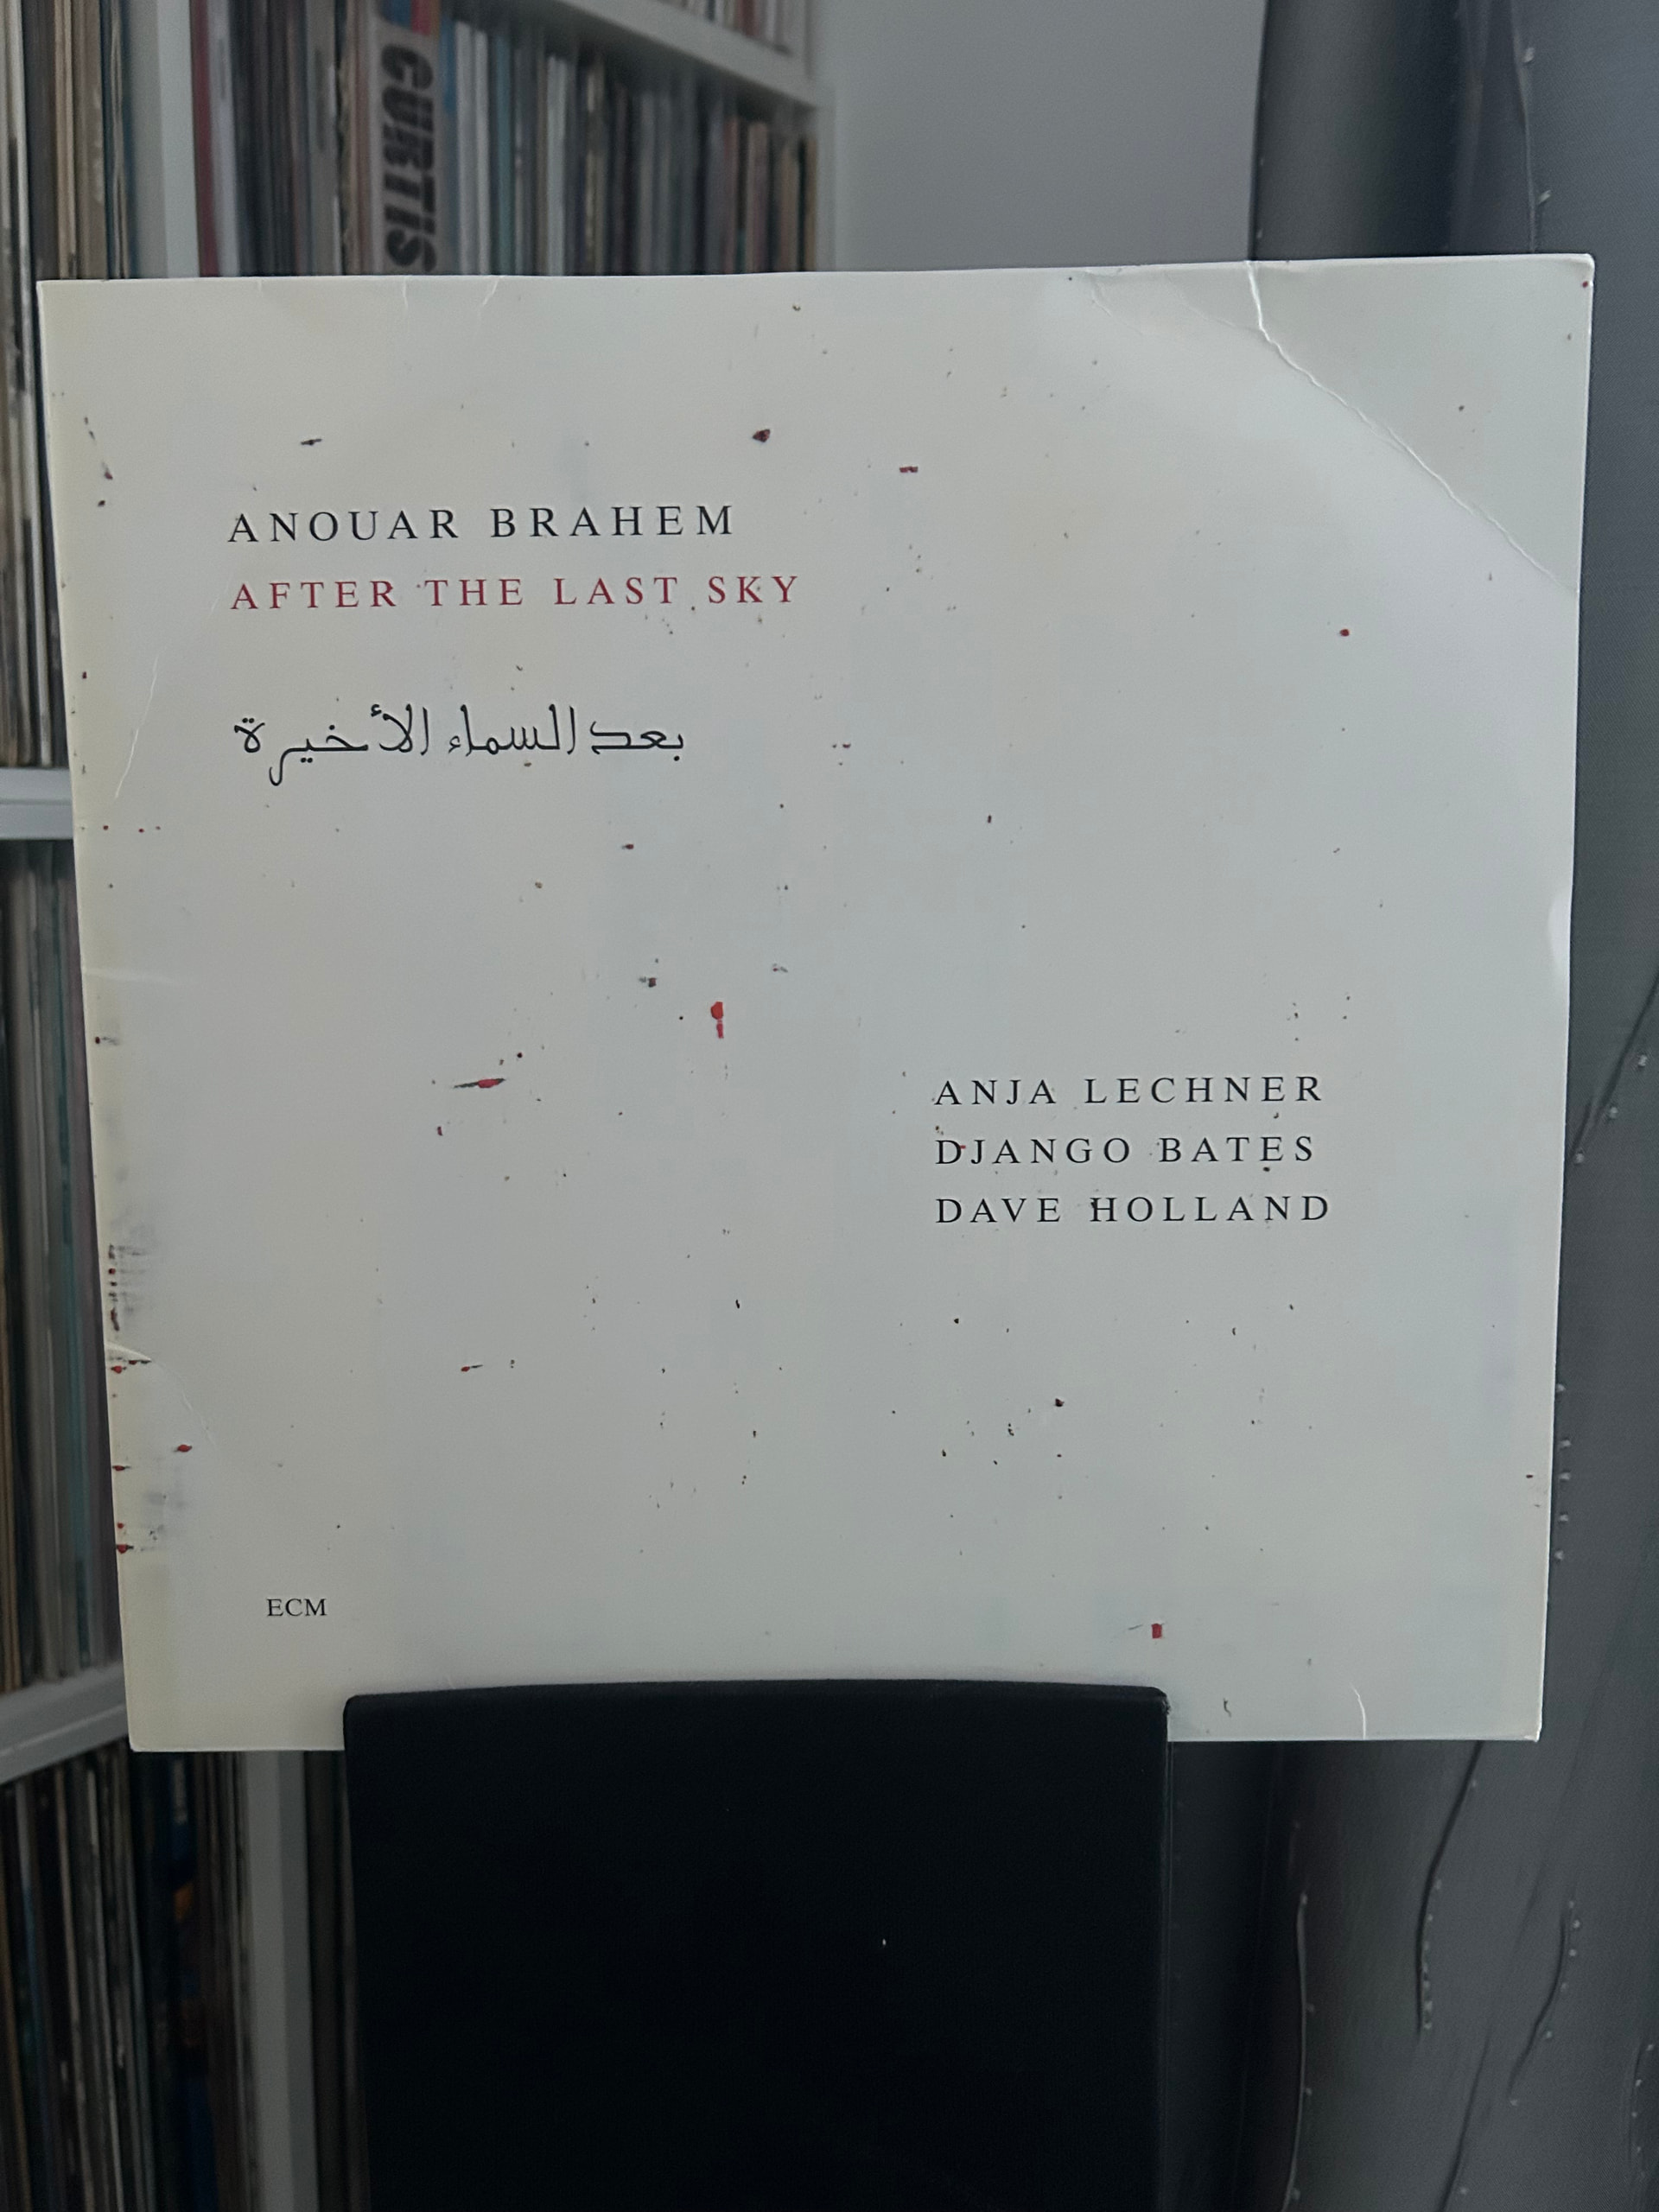 CURTIS
ANOUAR BRAHEM
AFTER THE LAST SKY
بعد السماء الأخيرة
ANJA LECHNER
DJANGO BATES
DAVE HOLLAND
ECM